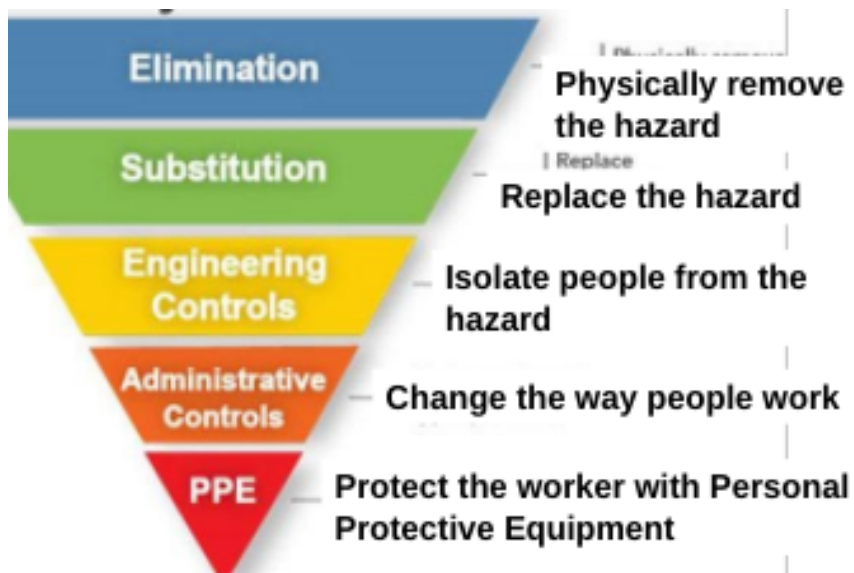 Elimination
Physically remove
the hazard
Substitution
| Replace
Replace the hazard
Engineering
Controls
Isolate people from the
hazard
Administrative
Controls
Change the way people work
PPE
Protect the worker with Personal
Protective Equipment